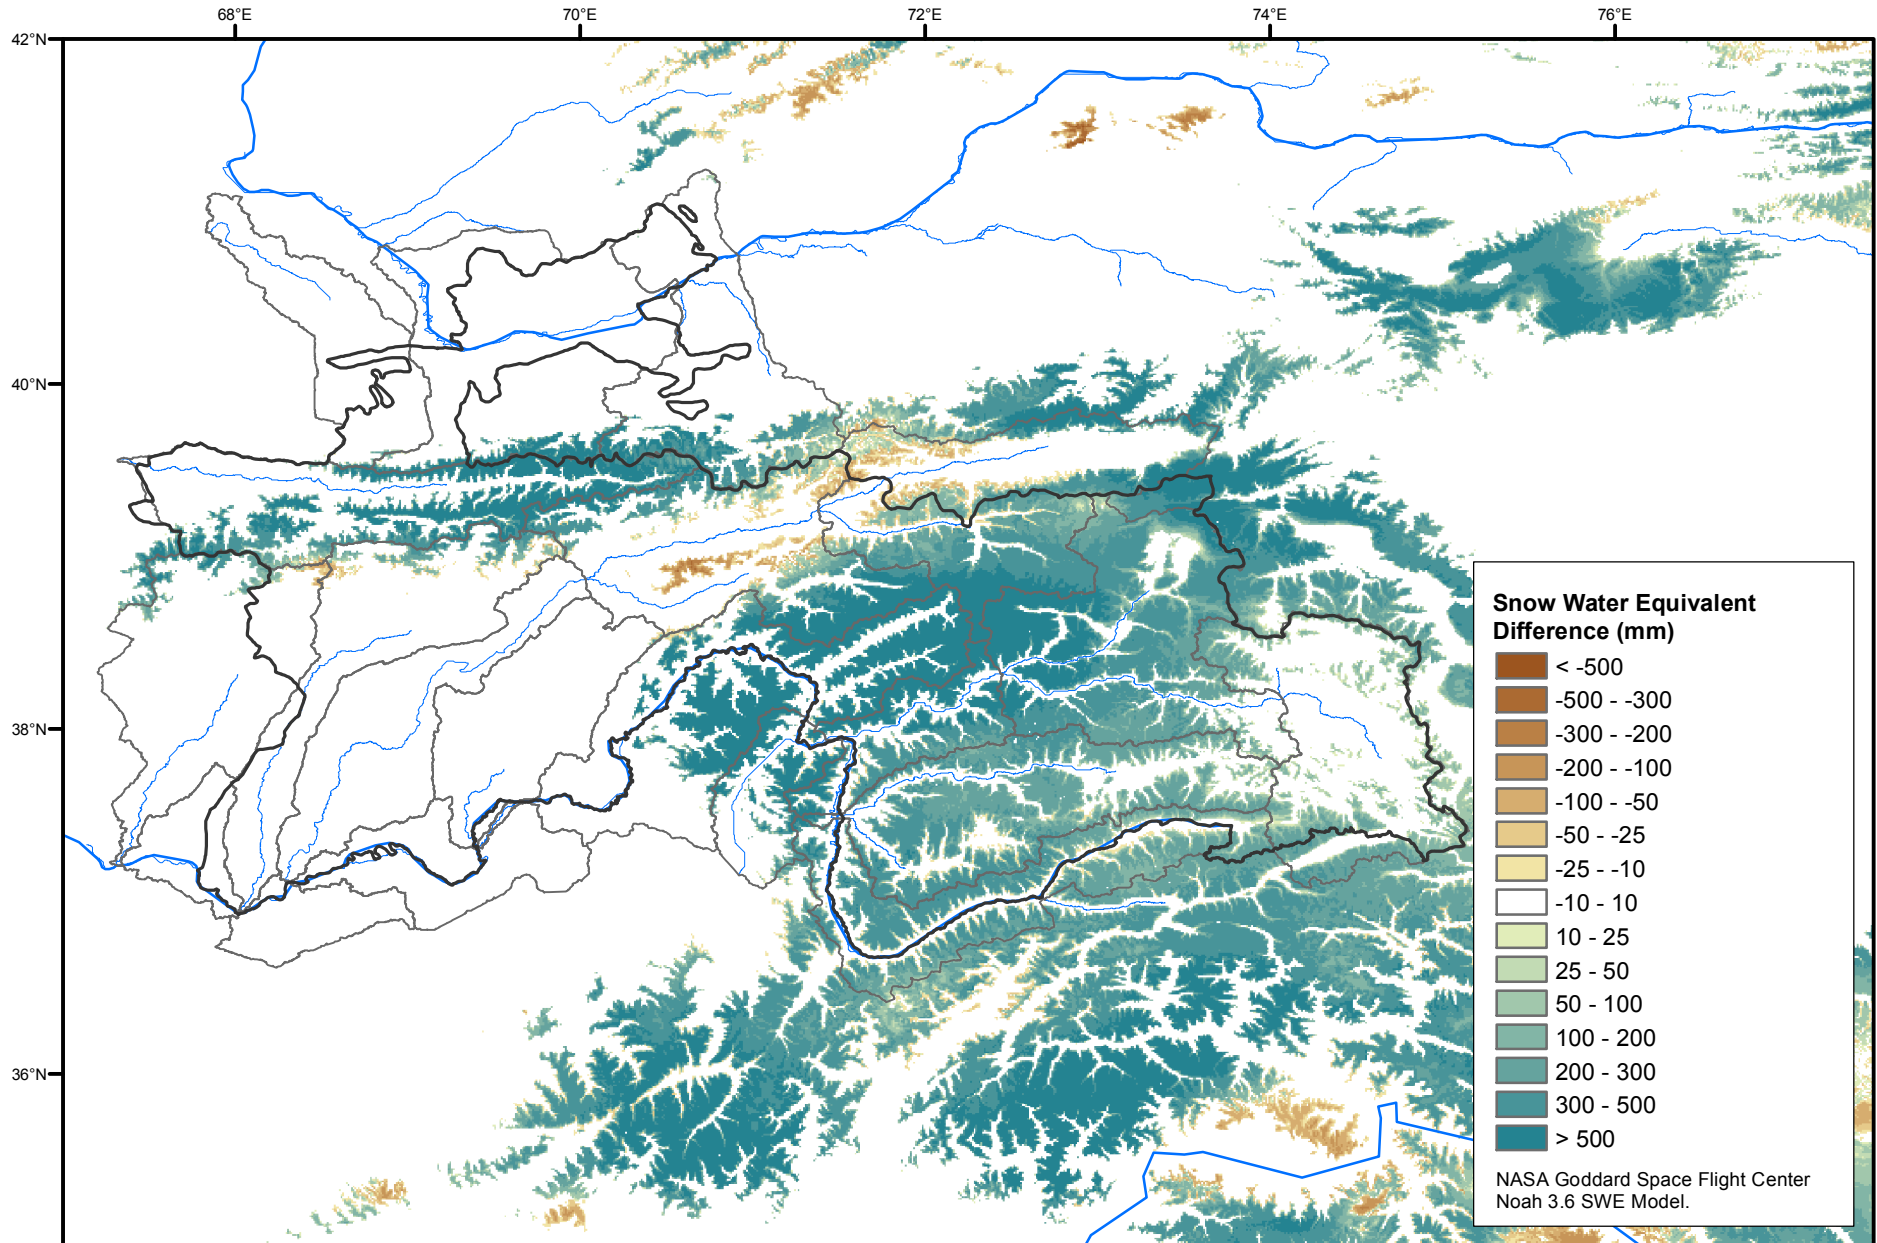 68°E
70°E
72°E
74°E
76°E
42°N
40°N
38°N
36°N
Snow Water Equivalent
Difference (mm)
< -500
-500 - -300
-300 - -200
-200 - -100
-100 - -50
-50 - -25
-25 - -10
-10 - 10
10 - 25
25 - 50
50 - 100
100 - 200
200 - 300
300 - 500
> 500
NASA Goddard Space Flight Center
Noah 3.6 SWE Model.